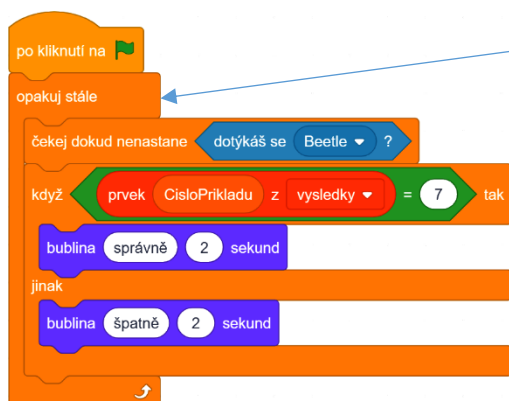 po kliknutí na
opakuj stále
čekej dokud nenastane dotýkáš se Beetle ?
když prvek CisloPrikladu z vysledky = 7 tak
bublina správně 2 sekund
jinak
bublina špatně 2 sekund